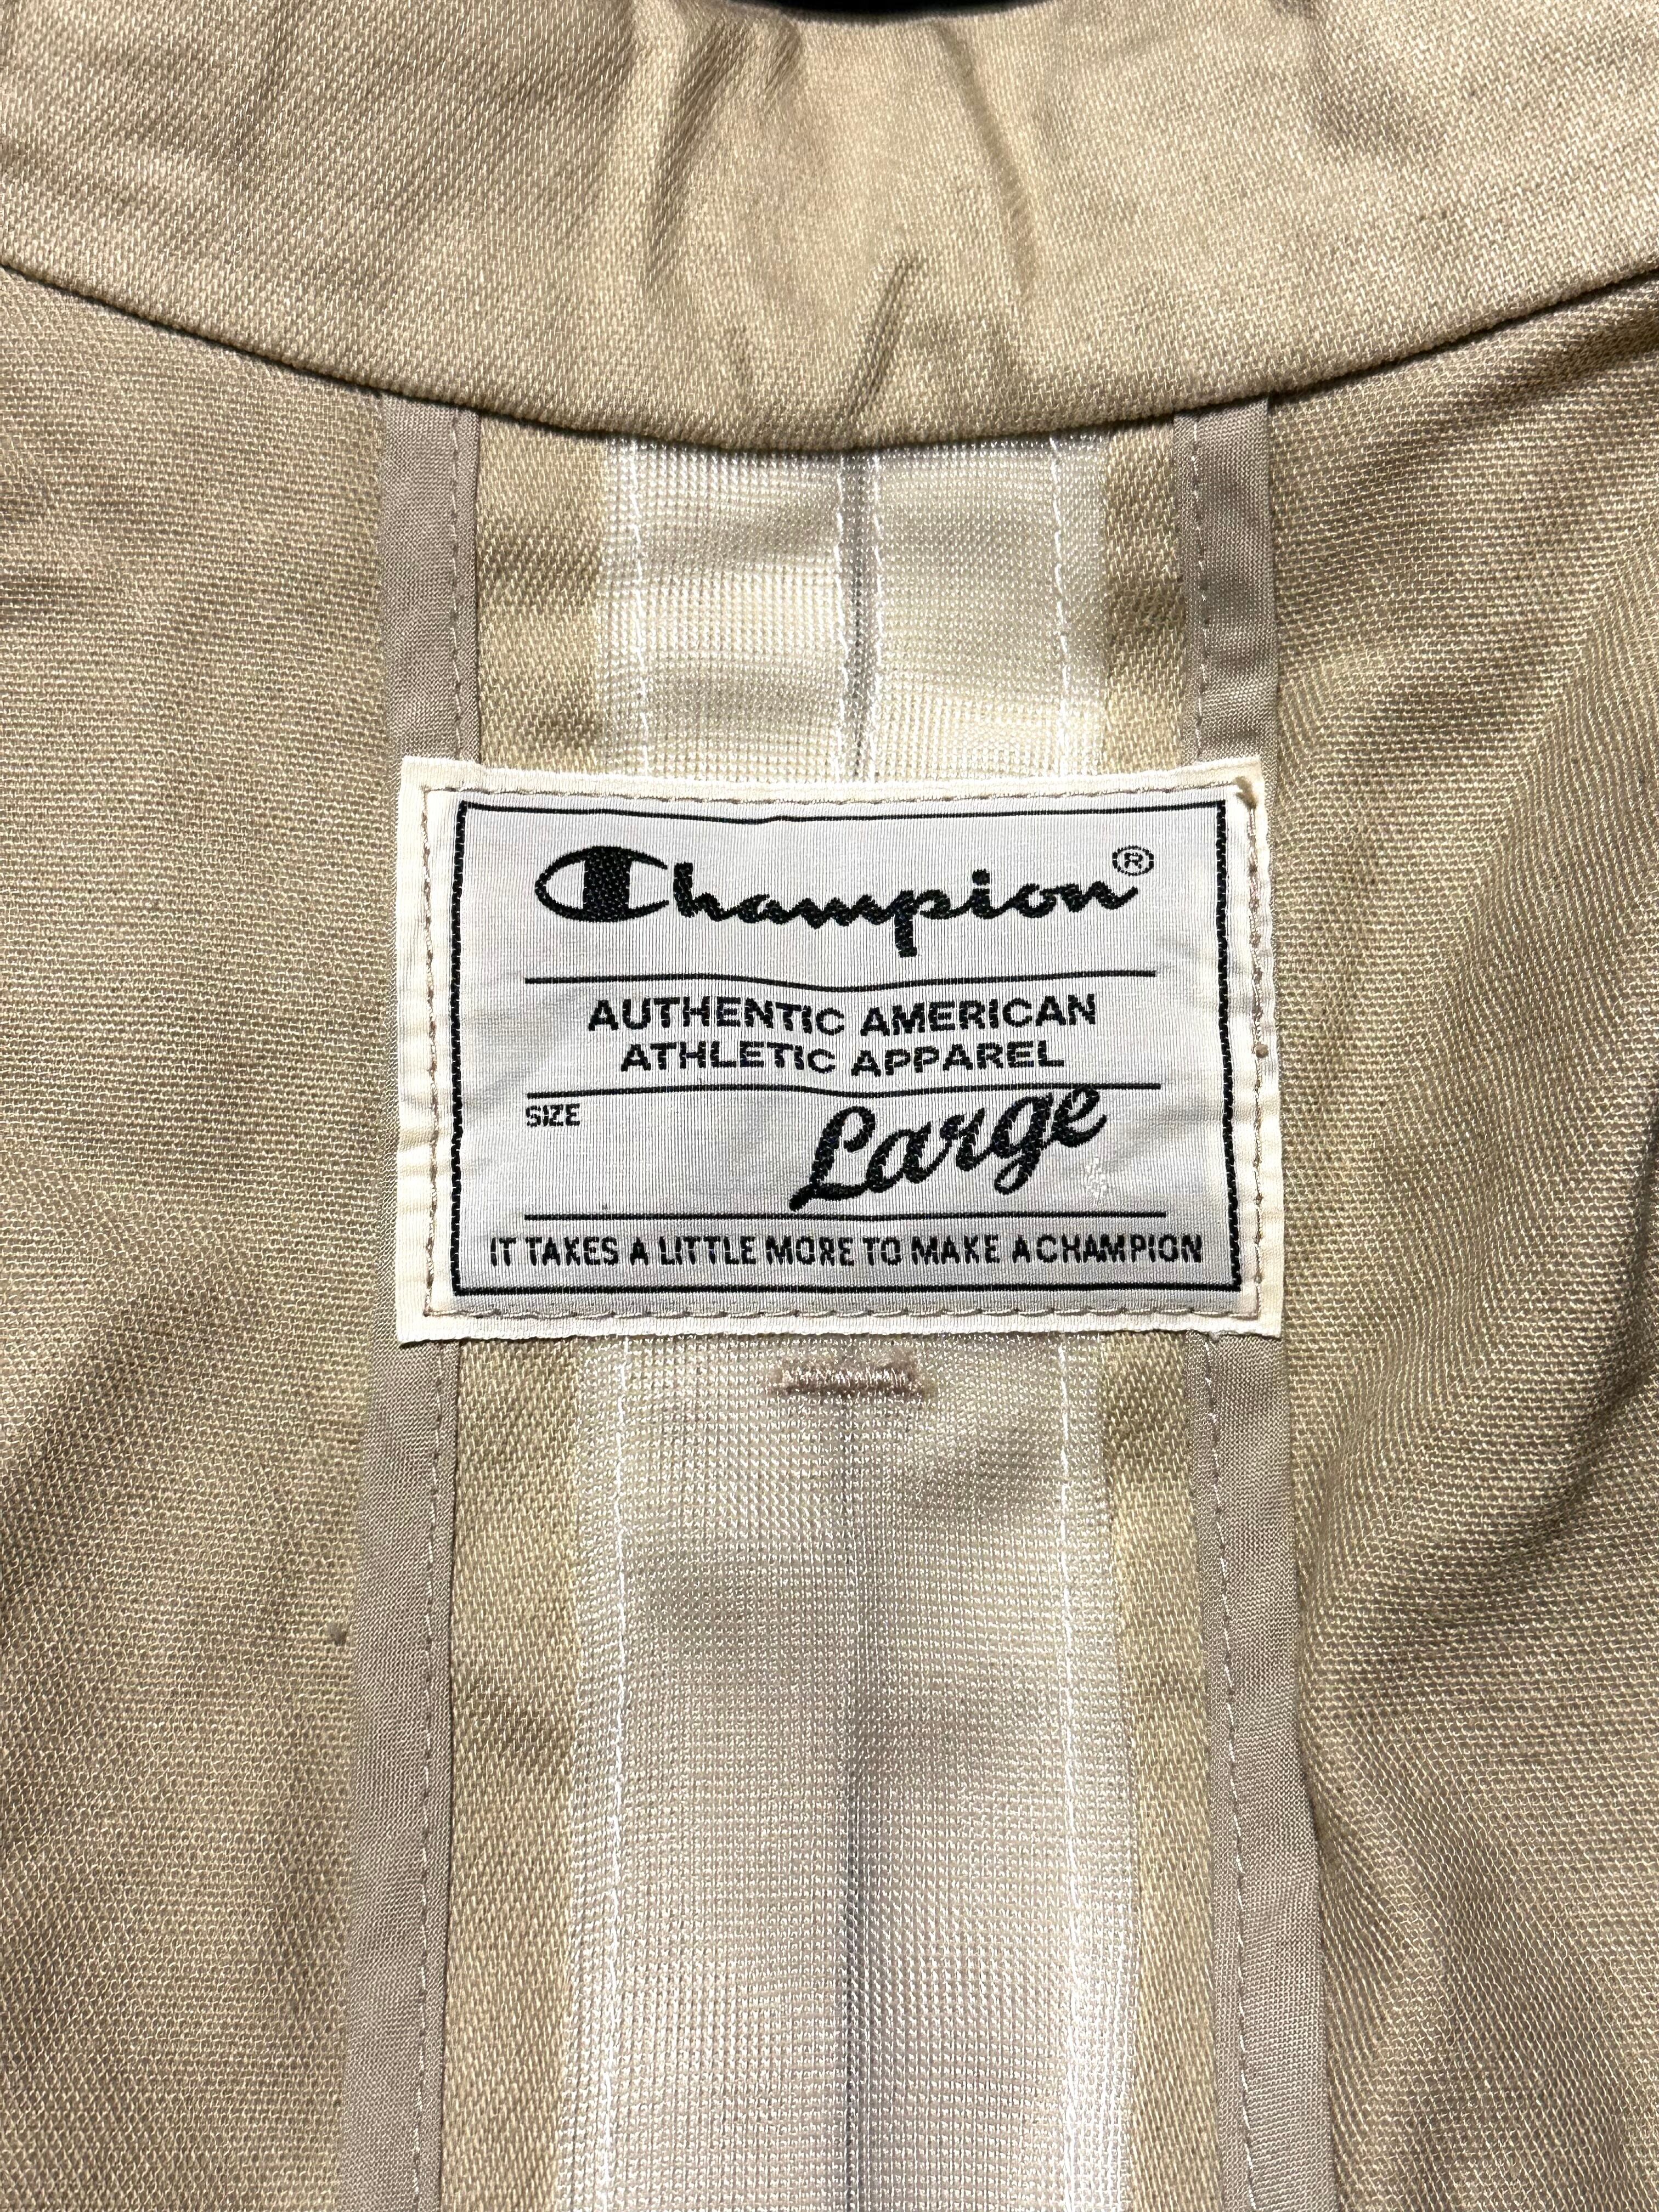 Champion®
AUTHENTIC AMERICAN
ATHLETIC APPAREL
SIZE Large
IT TAKES A LITTLE MORE TO MAKE A CHAMPION